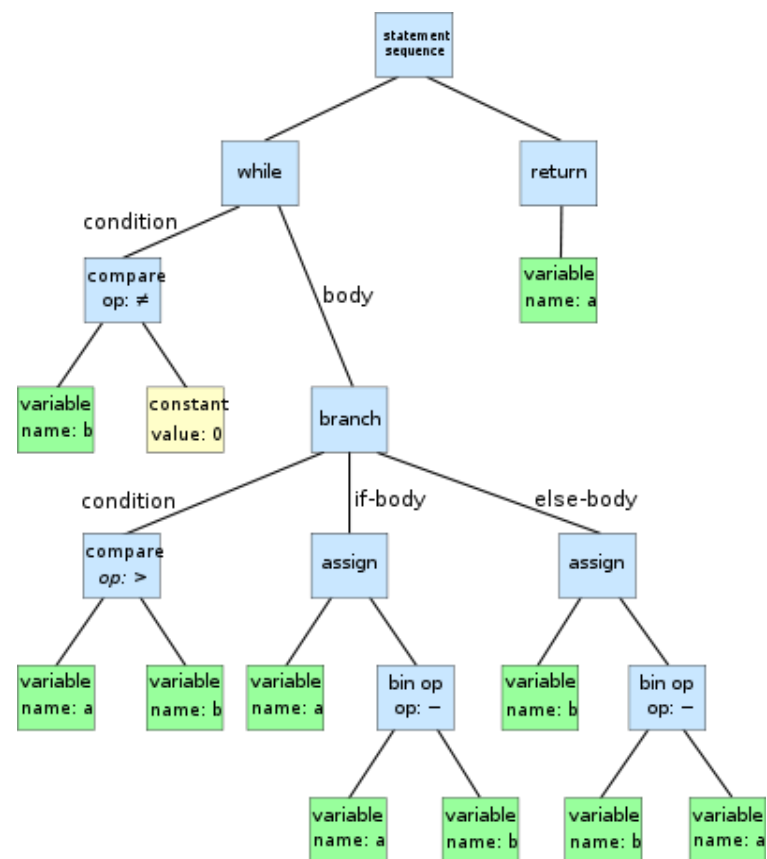 statement
sequence
while
return
condition
body
compare
op: ≠
variable
name: a
variable
name: b
constant
value: 0
branch
condition
if-body
else-body
compare
op: >
assign
assign
variable
name: a
variable
name: b
variable
name: a
bin op
op: −
variable
name: b
bin op
op: −
variable
name: a
variable
name: b
variable
name: b
variable
name: a